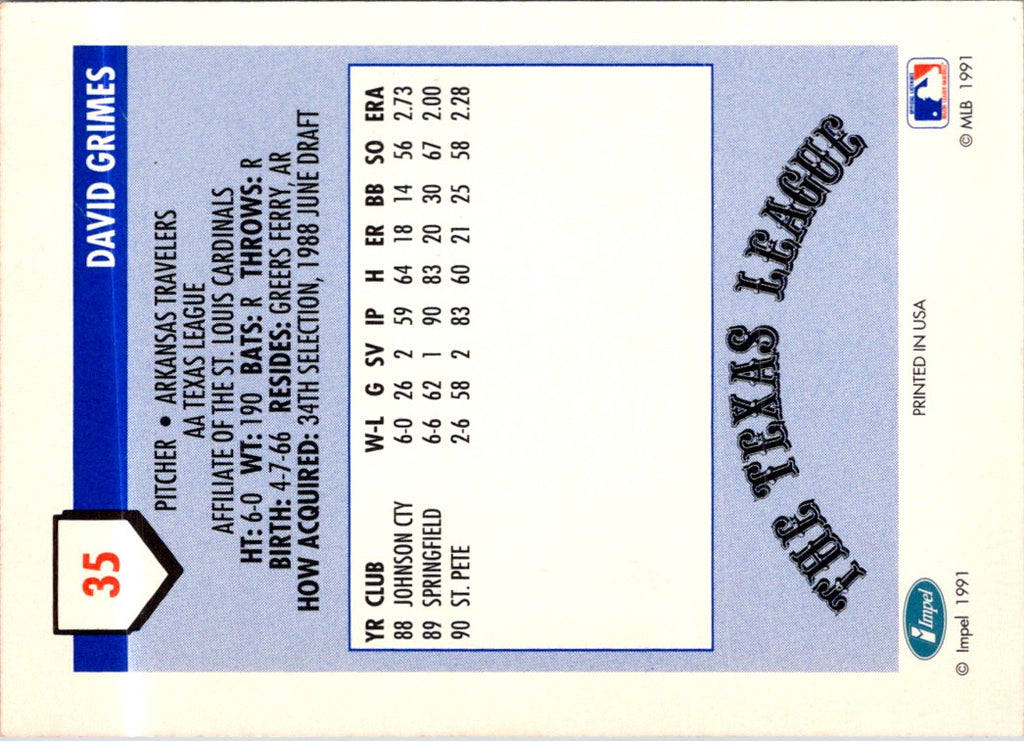 35
DAVID GRIMES
PITCHER • ARKANSAS TRAVELERS
AA TEXAS LEAGUE
AFFILIATE OF THE ST. LOUIS CARDINALS
HT: 6-0 WT: 190 BATS: R THROWS: R
BIRTH: 4-7-66 RESIDES: GREERS FERRY, AR
HOW ACQUIRED: 34TH SELECTION, 1988 JUNE DRAFT
YR CLUB W-L G SV IP H ER BB SO ERA
88 JOHNSON CTY 6-0 26 2 59 64 18 14 56 2.73
89 SPRINGFIELD 6-6 62 1 90 83 20 30 67 2.00
90 ST. PETE 2-6 58 2 83 60 21 25 58 2.28
THE TEXAS LEAGUE
Impel
© Impel 1991
PRINTED IN USA
© MLB 1991